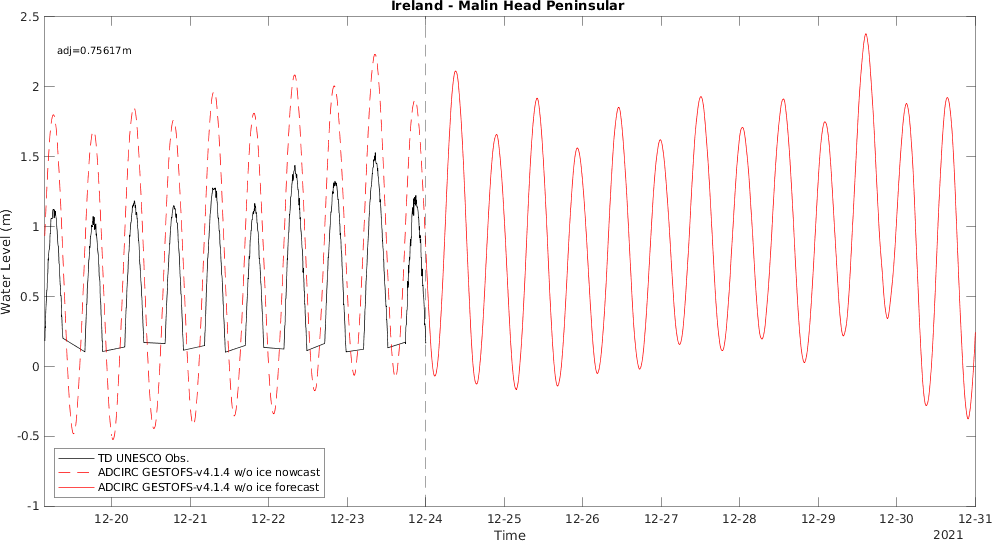 Ireland - Malin Head Peninsular
2.5
adj=0.75617m
2
1.5
1
0.5
0
-0.5
-1
Water Level (m)
TD UNESCO Obs.
ADCIRC GESTOFS-v4.1.4 w/o ice nowcast
ADCIRC GESTOFS-v4.1.4 w/o ice forecast
12-20 12-21 12-22 12-23 12-24 12-25 12-26 12-27 12-28 12-29 12-30 12-31
Time
2021